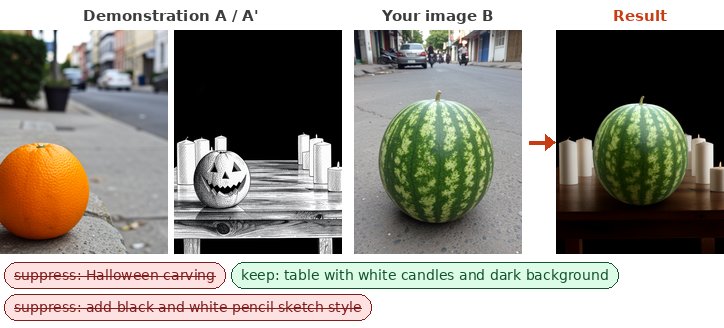 Demonstration A / A'
Your image B
Result
suppress: Halloween carving
keep: table with white candles and dark background
suppress: add black and white pencil sketch style